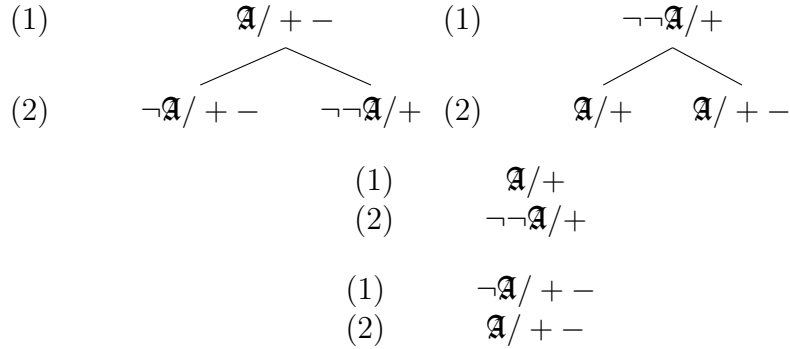 (1) 𝕬/ + − (1) ¬¬𝕬/+
(2) ¬𝕬/ + − ¬¬𝕬/+ (2) 𝕬/+ 𝕬/ + −
(1) 𝕬/+
(2) ¬¬𝕬/+
(1) ¬𝕬/ + −
(2) 𝕬/ + −